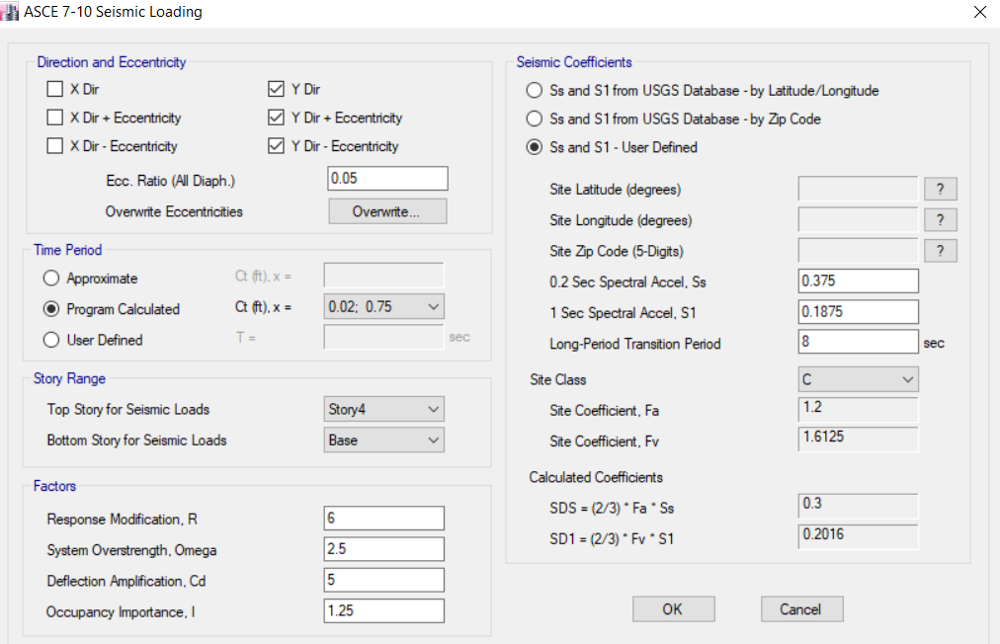 ASCE 7-10 Seismic Loading
Direction and Eccentricity
X Dir
Y Dir
X Dir + Eccentricity
Y Dir + Eccentricity
X Dir - Eccentricity
Y Dir - Eccentricity
Ecc. Ratio (All Diaph.)
0.05
Overwrite Eccentricities
Overwrite...
Time Period
Approximate
Ct (ft), x =
Program Calculated
Ct (ft), x =
0.02; 0.75
User Defined
T =
sec
Story Range
Top Story for Seismic Loads
Story4
Bottom Story for Seismic Loads
Base
Factors
Response Modification, R
6
System Overstrength, Omega
2.5
Deflection Amplification, Cd
5
Occupancy Importance, I
1.25
Seismic Coefficients
Ss and S1 from USGS Database - by Latitude/Longitude
Ss and S1 from USGS Database - by Zip Code
Ss and S1 - User Defined
Site Latitude (degrees)
?
Site Longitude (degrees)
?
Site Zip Code (5-Digits)
?
0.2 Sec Spectral Accel, Ss
0.375
1 Sec Spectral Accel, S1
0.1875
Long-Period Transition Period
8
sec
Site Class
C
Site Coefficient, Fa
1.2
Site Coefficient, Fv
1.6125
Calculated Coefficients
SDS = (2/3) * Fa * Ss
0.3
SD1 = (2/3) * Fv * S1
0.2016
OK
Cancel